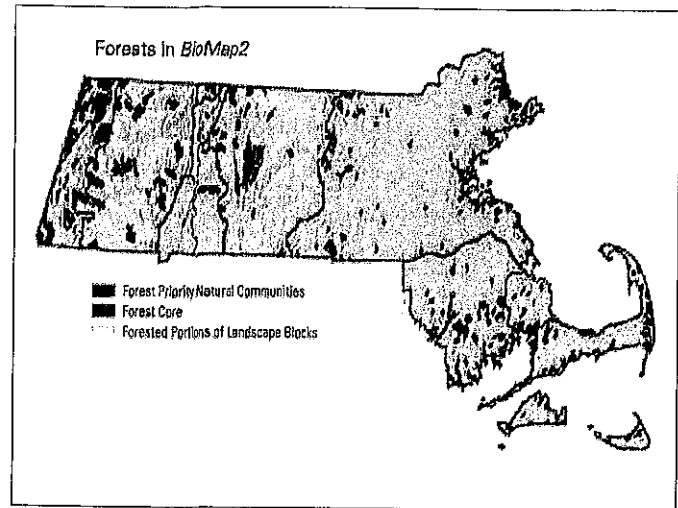 Forests in BioMap2
Forest Priority Natural Communities
Forest Core
Forested Portions of Landscape Blocks